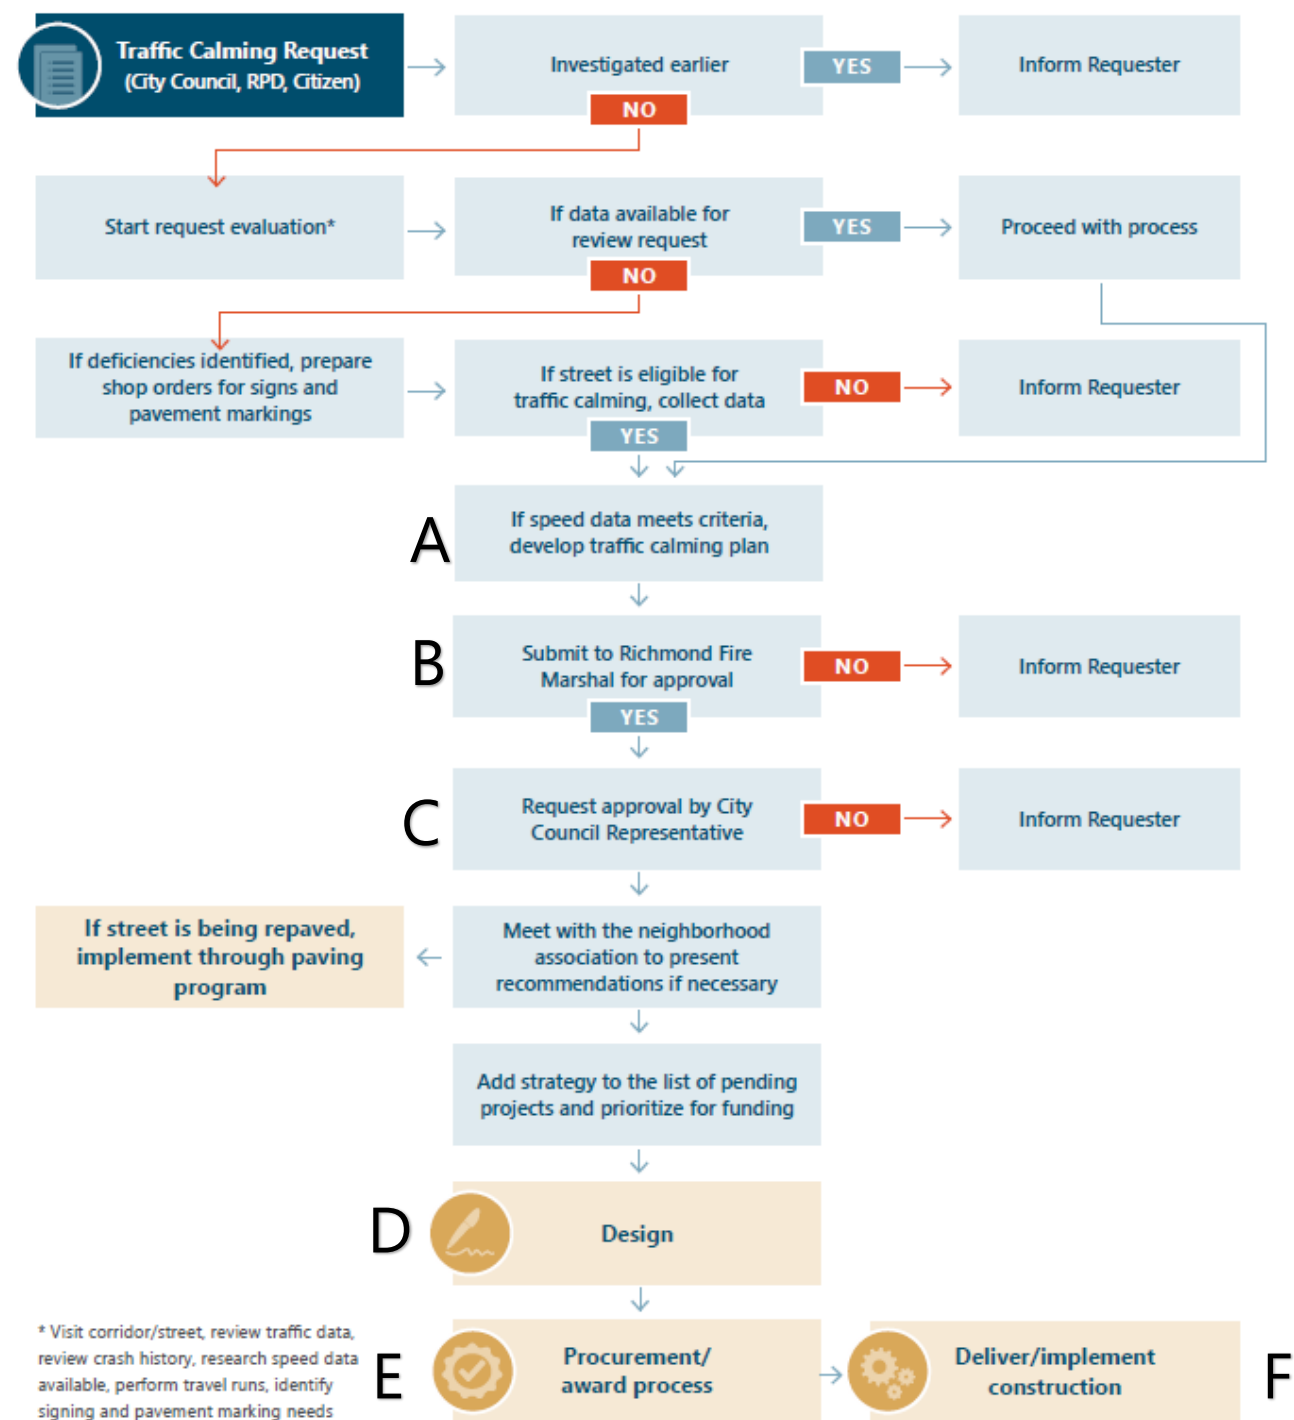 Traffic Calming Request
(City Council, RPD, Citizen)
Investigated earlier
YES
Inform Requester
NO
Start request evaluation*
If data available for
review request
YES
Proceed with process
NO
If deficiencies identified, prepare
shop orders for signs and
pavement markings
If street is eligible for
traffic calming, collect data
NO
Inform Requester
YES
A
If speed data meets criteria,
develop traffic calming plan
B
Submit to Richmond Fire
Marshal for approval
NO
Inform Requester
YES
C
Request approval by City
Council Representative
NO
Inform Requester
If street is being repaved,
implement through paving
program
Meet with the neighborhood
association to present
recommendations if necessary
Add strategy to the list of pending
projects and prioritize for funding
D
Design
* Visit corridor/street, review traffic data,
review crash history, research speed data
available, perform travel runs, identify
signing and pavement marking needs
E
Procurement/
award process
Deliver/implement
construction
F